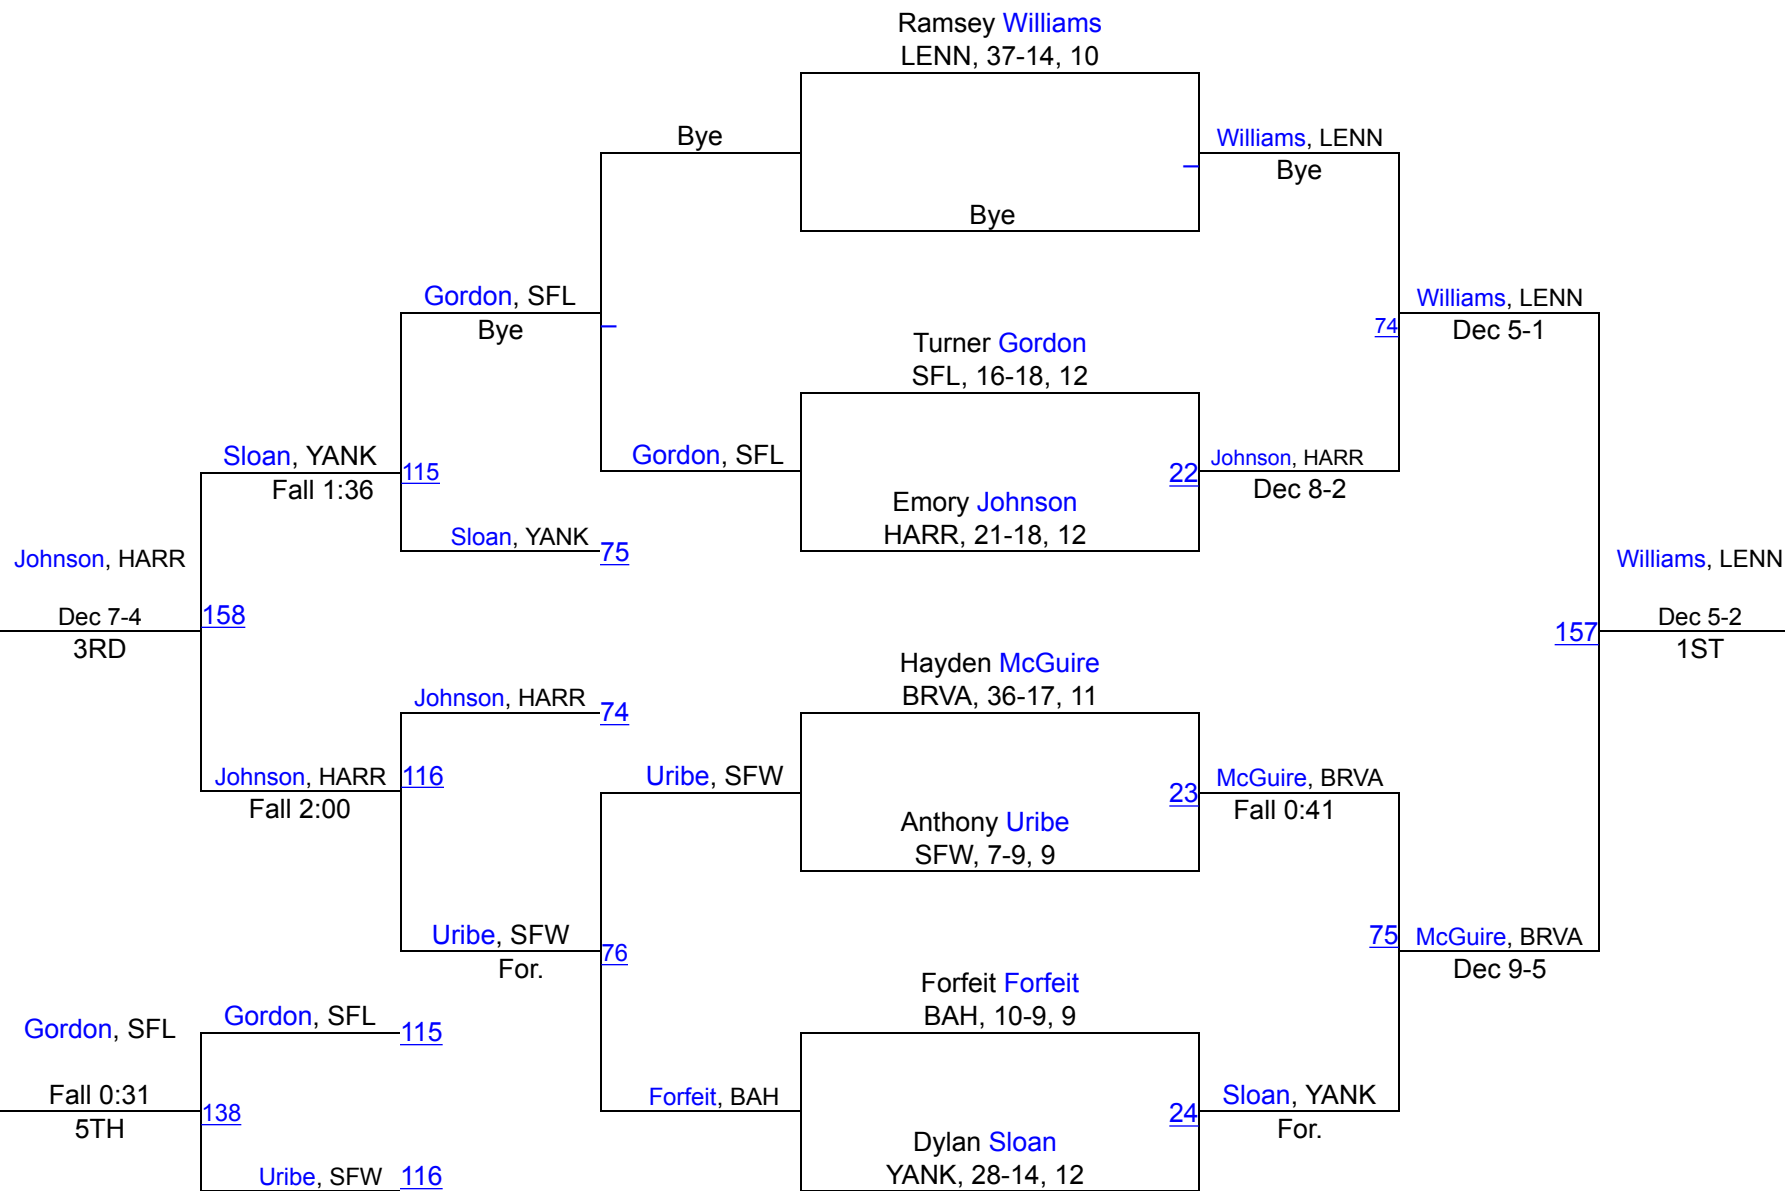 Ramsey Williams
LENN, 37-14, 10
Bye
Williams, LENN
Bye
Bye
Gordon, SFL
Bye
Williams, LENN
Dec 5-1
74
Turner Gordon
SFL, 16-18, 12
Sloan, YANK
Fall 1:36
115
Gordon, SFL
22
Johnson, HARR
Dec 8-2
Emory Johnson
HARR, 21-18, 12
Sloan, YANK
75
Johnson, HARR
Dec 7-4
3RD
158
Williams, LENN
Dec 5-2
1ST
157
Hayden McGuire
BRVA, 36-17, 11
Johnson, HARR
74
Johnson, HARR
Fall 2:00
116
Uribe, SFW
23
McGuire, BRVA
Fall 0:41
Anthony Uribe
SFW, 7-9, 9
Uribe, SFW
For.
76
75
McGuire, BRVA
Dec 9-5
Forfeit Forfeit
BAH, 10-9, 9
Gordon, SFL
Fall 0:31
5TH
Gordon, SFL
115
138
Forfeit, BAH
24
Sloan, YANK
For.
Dylan Sloan
YANK, 28-14, 12
Uribe, SFW
116